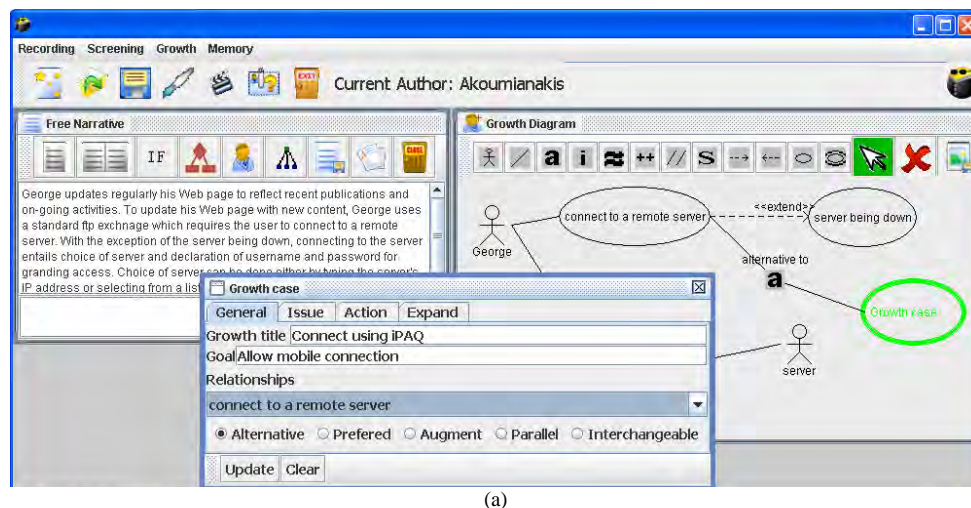 Recording Screening Growth Memory
EXIT
Current Author: Akoumianakis
Free Narrative
IF
CLOSE
George updates regularly his Web page to reflect recent publications and
on-going activities. To update his Web page with new content, George uses
a standard ftp exchnage which requires the user to connect to a remote
server. With the exception of the server being down, connecting to the server
entails choice of server and declaration of username and password for
granding access. Choice of server can be done either by typing the server's
IP address or selecting from a list
Growth Diagram
a i ≈ ++ // S
connect to a remote server
<<extend>>
server being down
George
alternative to
a
Growth case
server
Growth case
General Issue Action Expand
Growth title Connect using iPAQ
Goal Allow mobile connection
Relationships
connect to a remote server
Alternative Prefered Augment Parallel Interchangeable
Update Clear
(a)